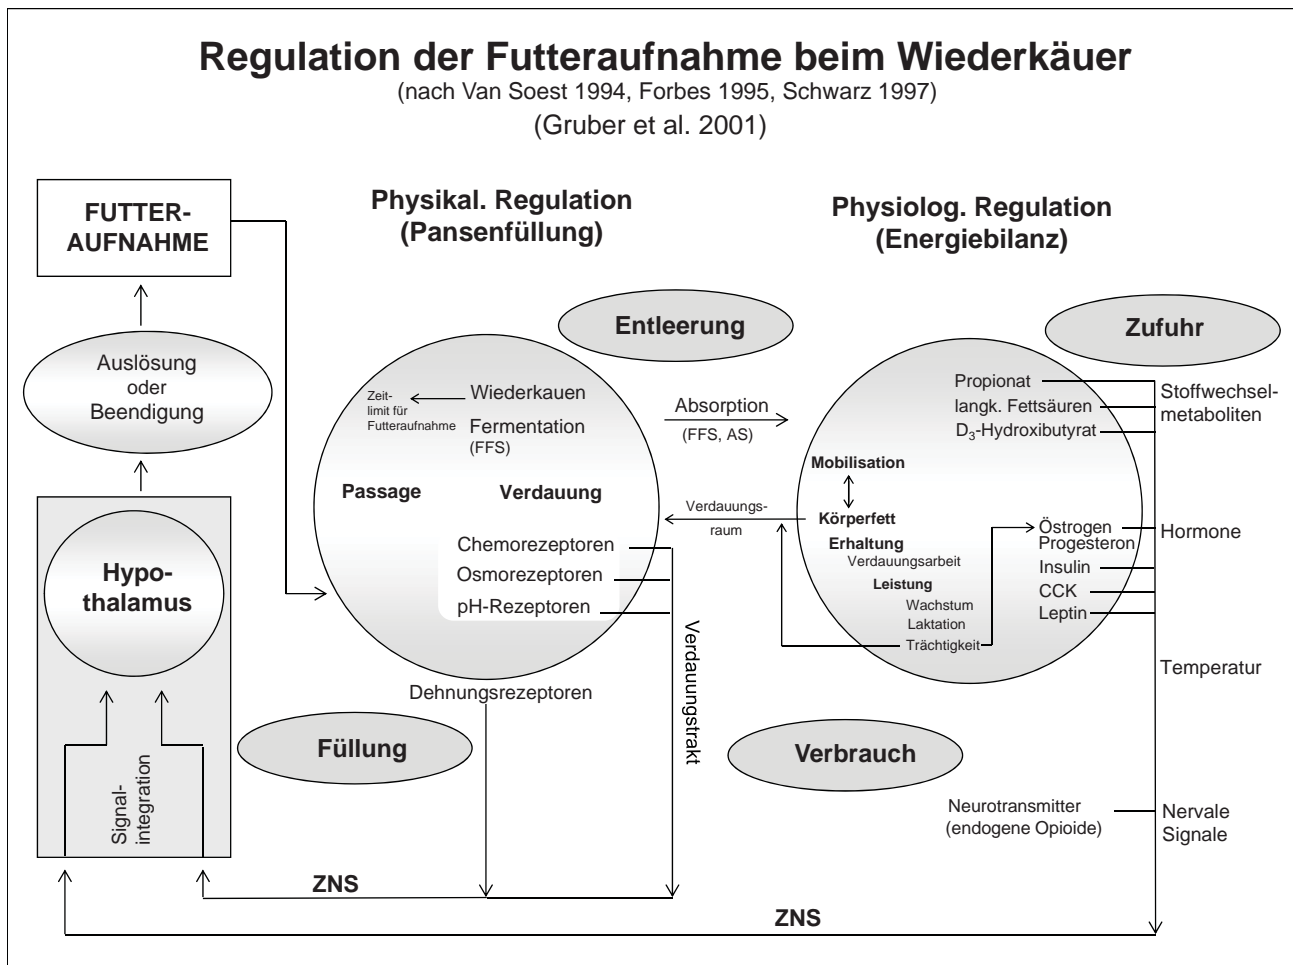 Regulation der Futteraufnahme beim Wiederkäuer
(nach Van Soest 1994, Forbes 1995, Schwarz 1997)
(Gruber et al. 2001)
FUTTER-
AUFNAHME
Auslösung
oder
Beendigung
Hypo-
thalamus
Signal-
integration
Physikal. Regulation
(Pansenfüllung)
Entleerung
Zeit-
limit für
Futteraufnahme
Wiederkauen
Fermentation
(FFS)
Passage
Verdauung
Chemorezeptoren
Osmorezeptoren
pH-Rezeptoren
Dehnungsrezeptoren
Verdauungstrakt
Füllung
Absorption
(FFS, AS)
Verdauungs-
raum
Physiolog. Regulation
(Energiebilanz)
Zufuhr
Propionat
langk. Fettsäuren
D₃-Hydroxibutyrat
Stoffwechsel-
metaboliten
Mobilisation
Körperfett
Erhaltung
Verdauungsarbeit
Leistung
Wachstum
Laktation
Trächtigkeit
Östrogen
Progesteron
Insulin
CCK
Leptin
Hormone
Temperatur
Verbrauch
Neurotransmitter
(endogene Opioide)
Nervale
Signale
ZNS
ZNS